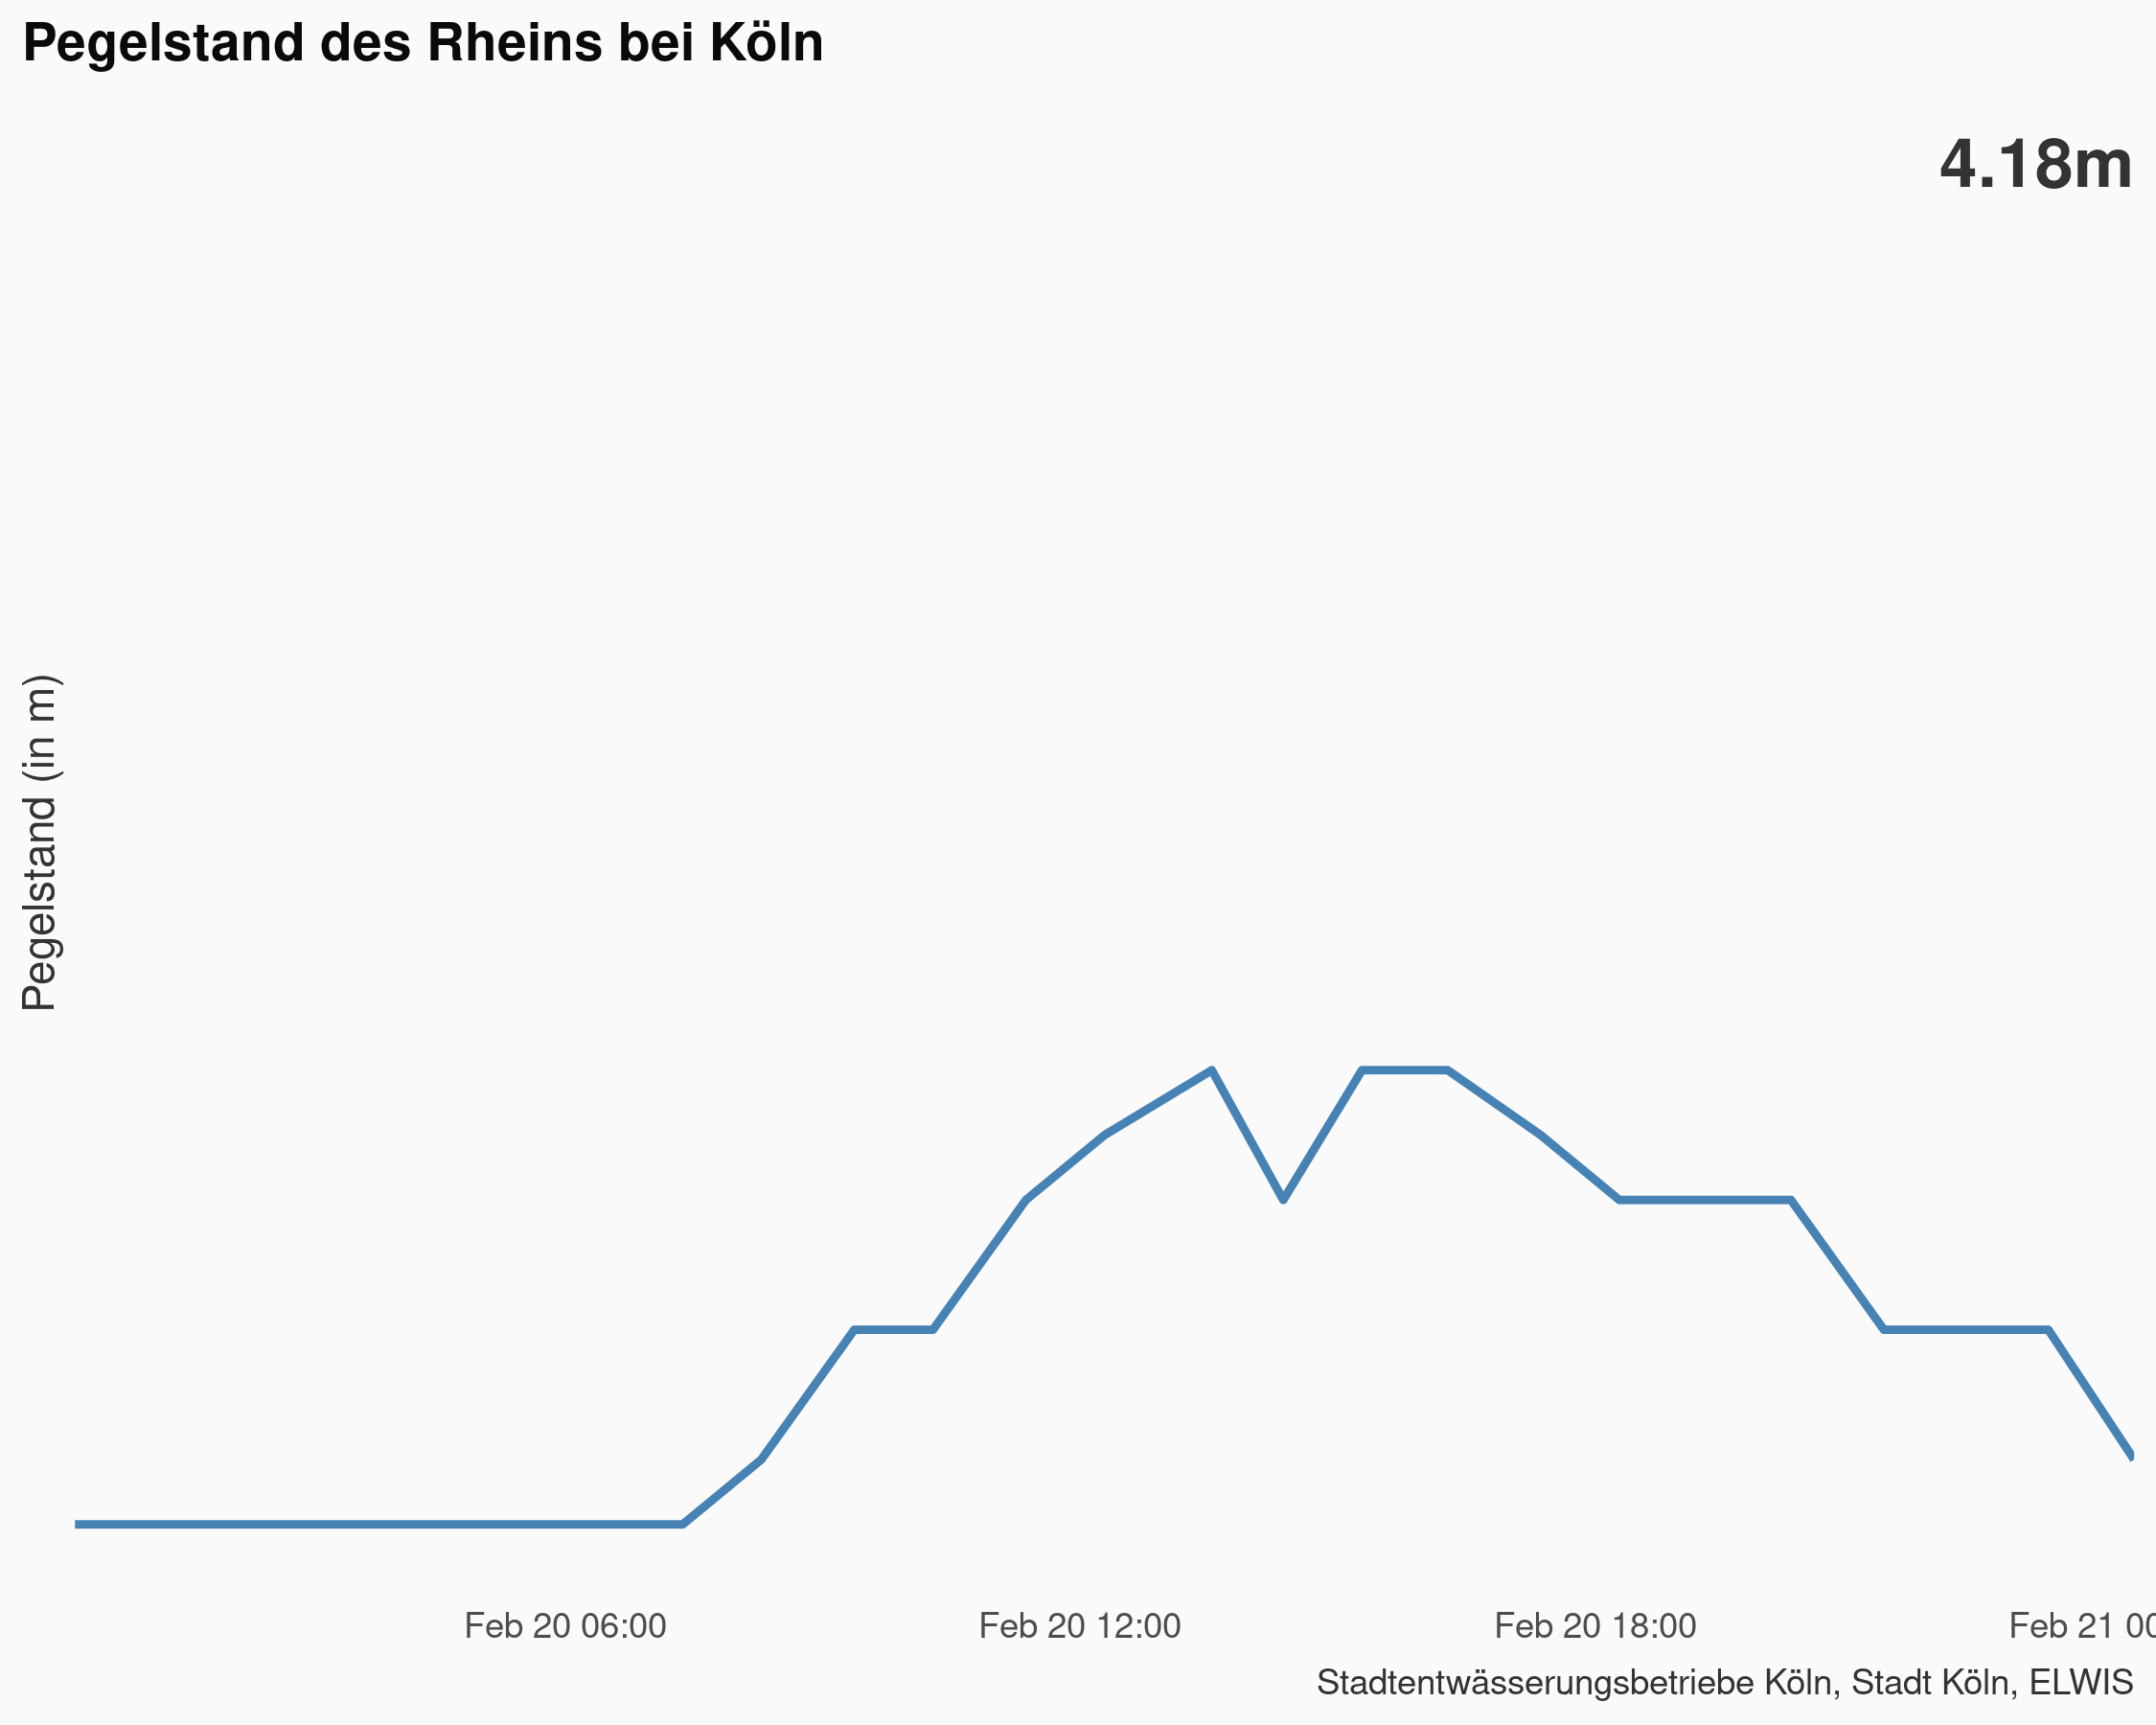 Pegelstand des Rheins bei Köln
4.18m
Pegelstand (in m)
Feb 20 06:00
Feb 20 12:00
Feb 20 18:00
Feb 21 00
Stadtentwässerungsbetriebe Köln, Stadt Köln, ELWIS